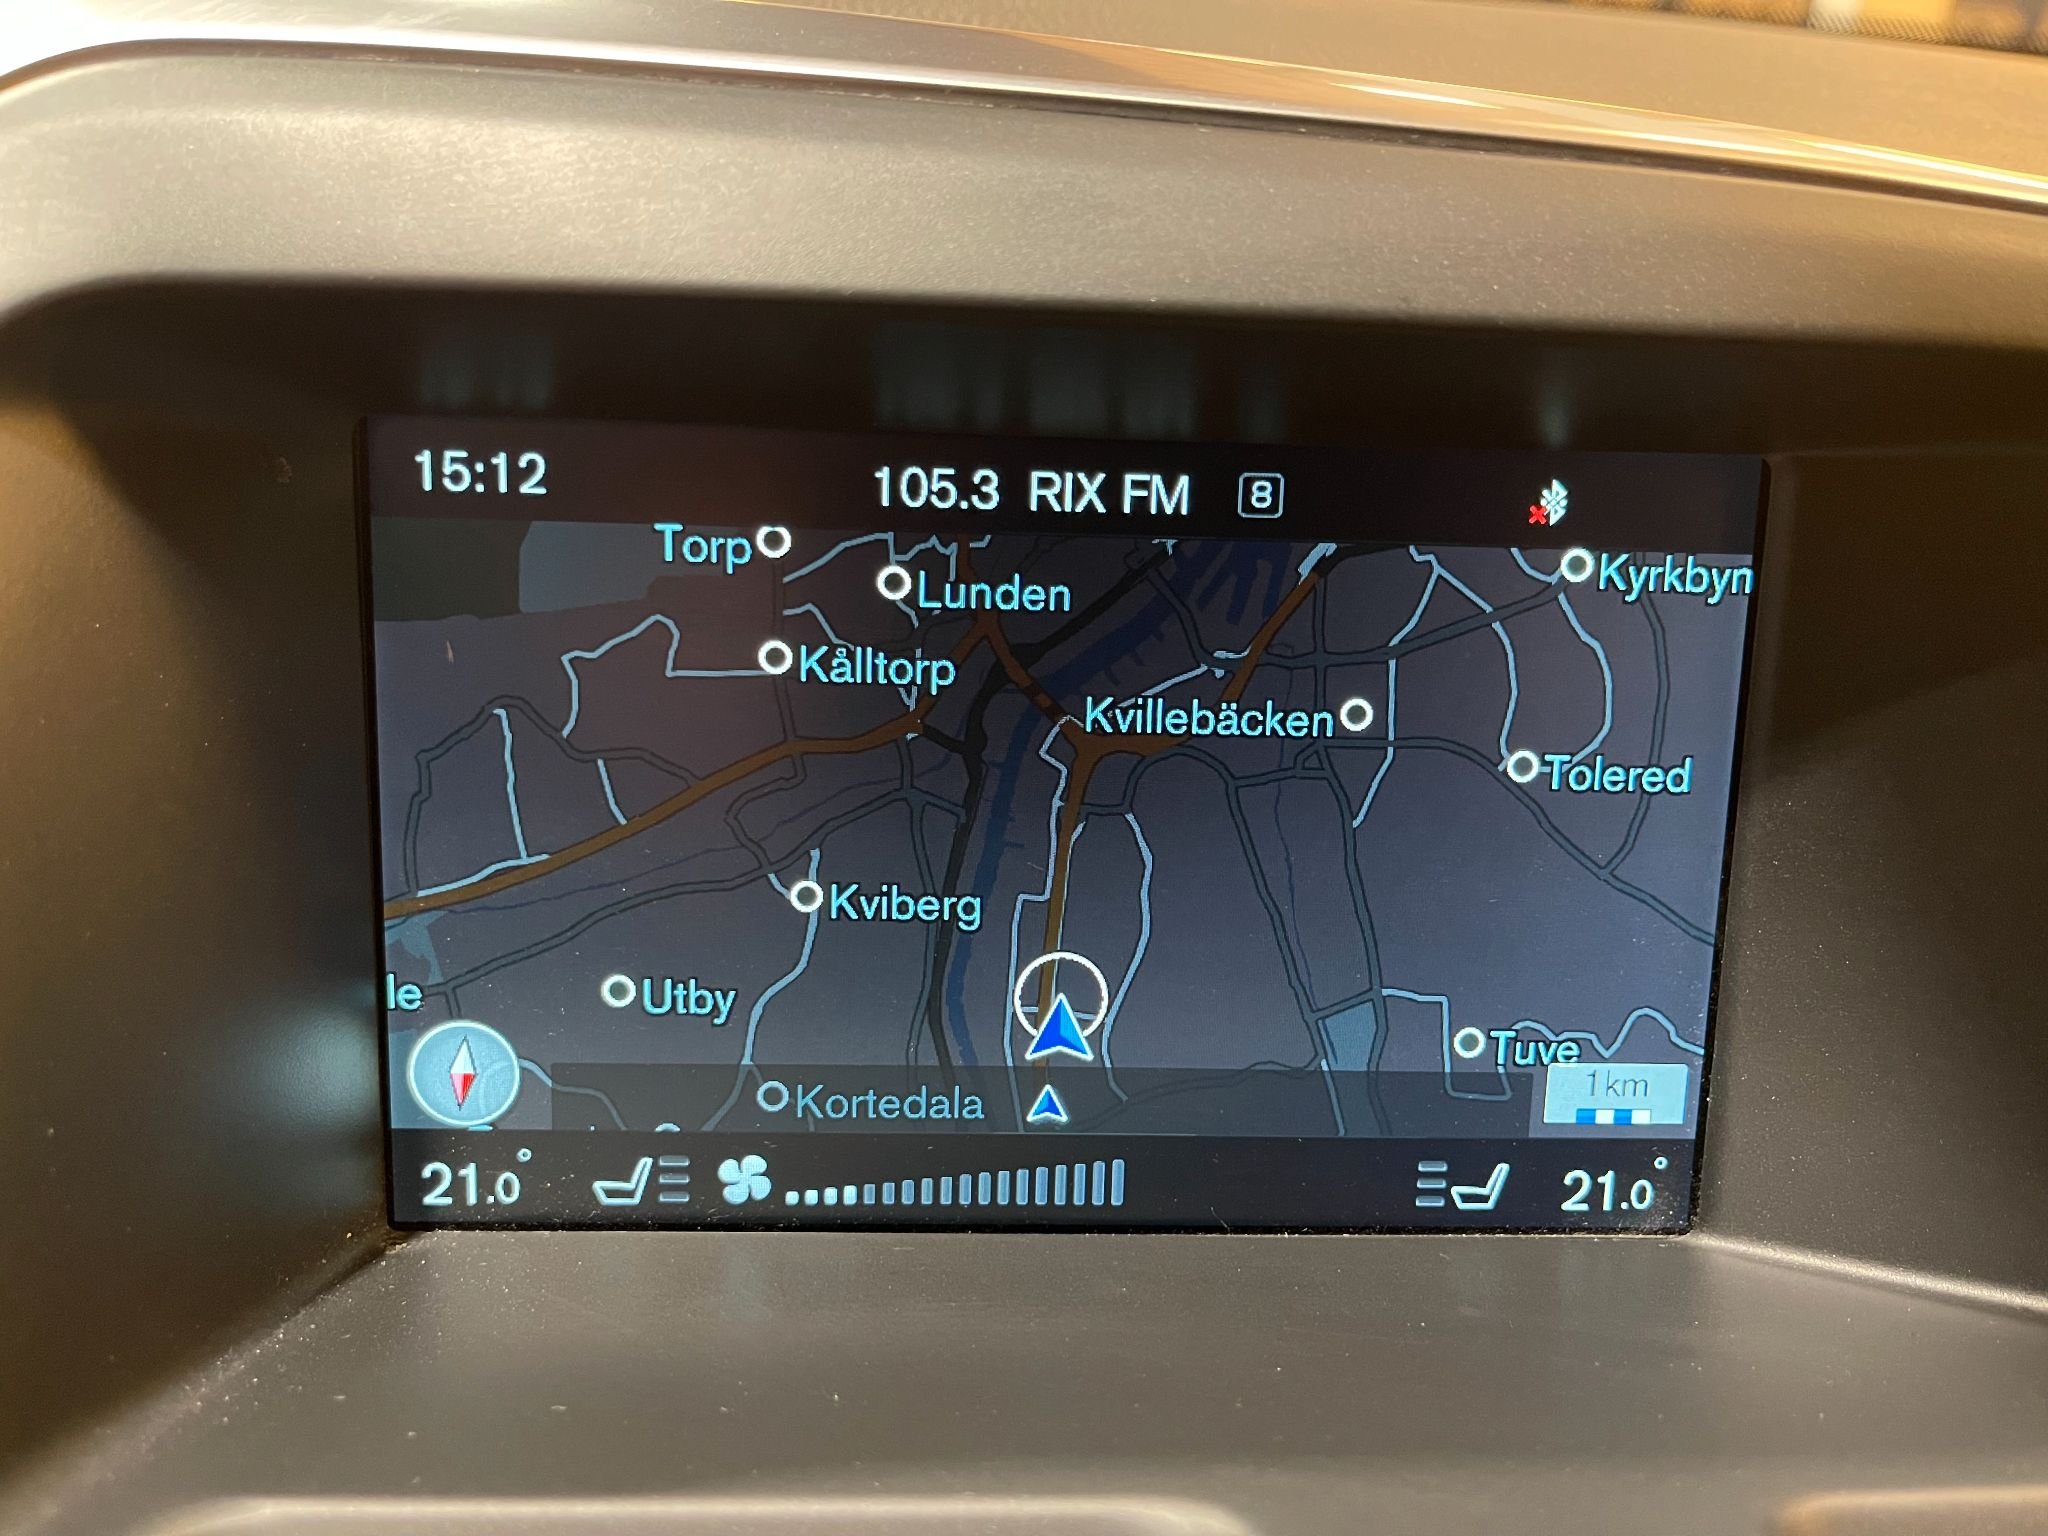 15:12
105.3 RIX FM 8
Torp
Lunden
Kyrkbyn
Kålltorp
Kvillebäcken
Tolered
Kviberg
le
Utby
Tuve
1 km
Kortedala
21.0°
21.0°